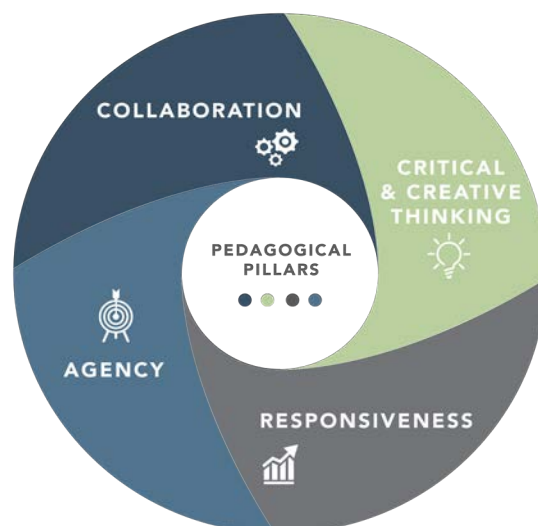 COLLABORATION
CRITICAL
& CREATIVE
THINKING
PEDAGOGICAL
PILLARS
AGENCY
RESPONSIVENESS